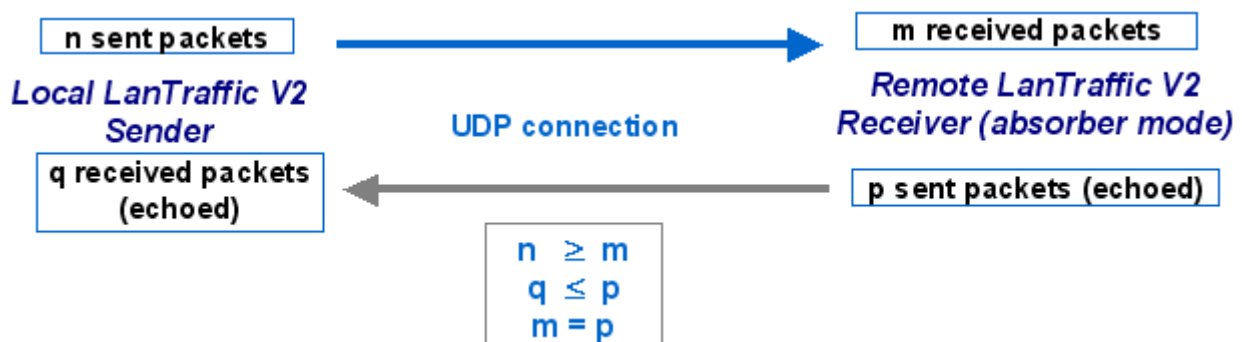 n sent packets
m received packets
Local LanTraffic V2
Sender
Remote LanTraffic V2
Receiver (absorber mode)
UDP connection
q received packets
(echoed)
p sent packets (echoed)
n ≥ m
q ≤ p
m = p